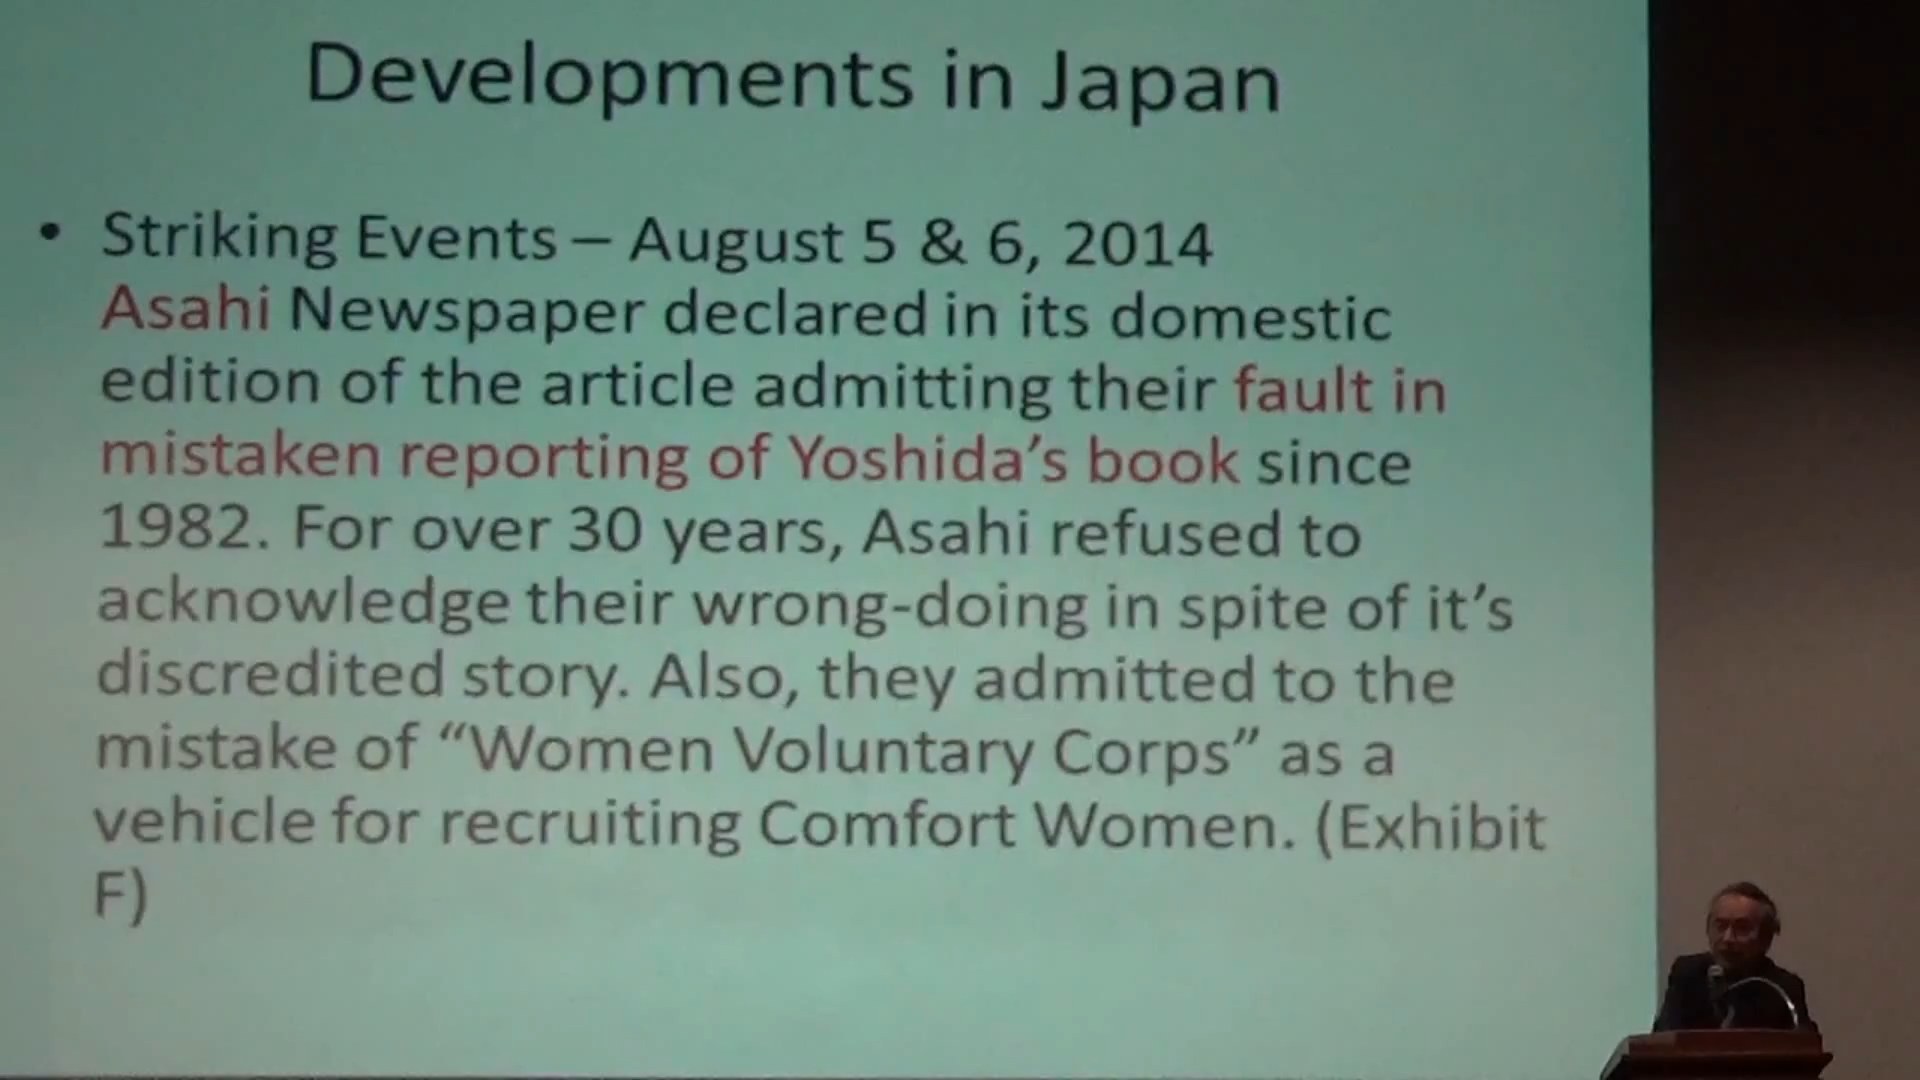 Developments in Japan
• Striking Events – August 5 & 6, 2014
Asahi Newspaper declared in its domestic
edition of the article admitting their fault in
mistaken reporting of Yoshida's book since
1982. For over 30 years, Asahi refused to
acknowledge their wrong-doing in spite of it's
discredited story. Also, they admitted to the
mistake of “Women Voluntary Corps” as a
vehicle for recruiting Comfort Women. (Exhibit
F)